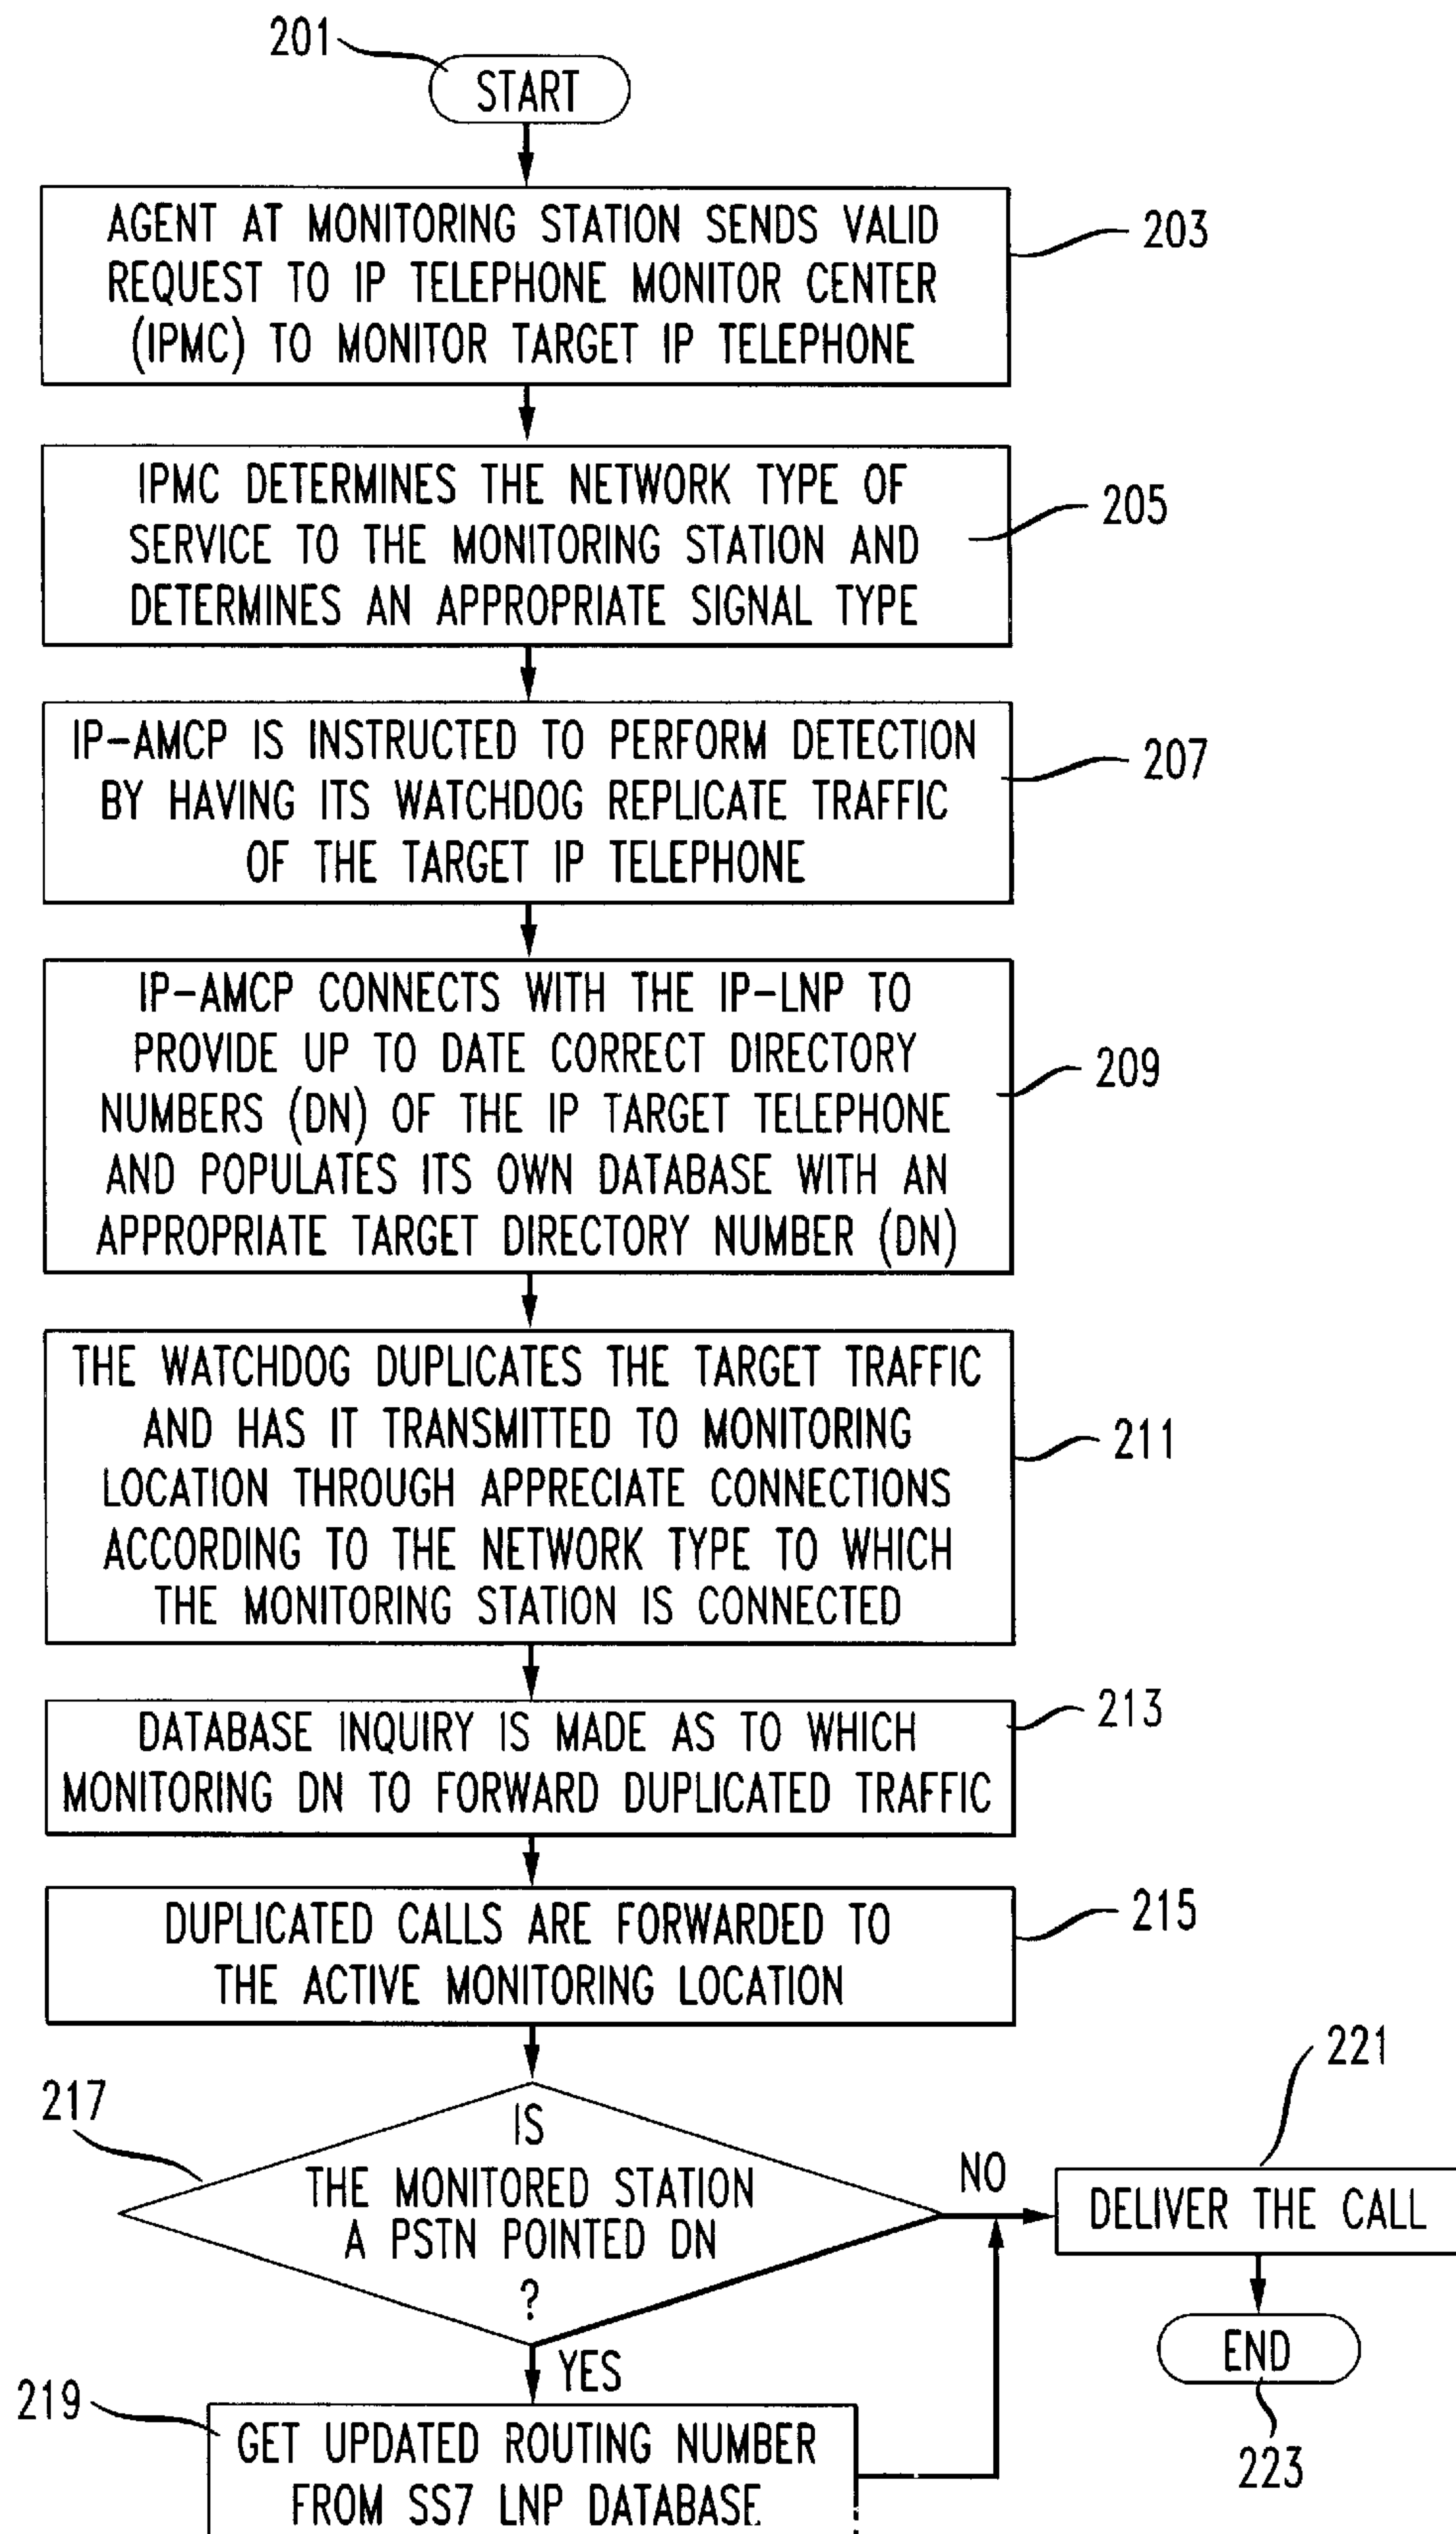 201
START
AGENT AT MONITORING STATION SENDS VALID
REQUEST TO IP TELEPHONE MONITOR CENTER
(IPMC) TO MONITOR TARGET IP TELEPHONE
203
IPMC DETERMINES THE NETWORK TYPE OF
SERVICE TO THE MONITORING STATION AND
DETERMINES AN APPROPRIATE SIGNAL TYPE
205
IP-AMCP IS INSTRUCTED TO PERFORM DETECTION
BY HAVING ITS WATCHDOG REPLICATE TRAFFIC
OF THE TARGET IP TELEPHONE
207
IP-AMCP CONNECTS WITH THE IP-LNP TO
PROVIDE UP TO DATE CORRECT DIRECTORY
NUMBERS (DN) OF THE IP TARGET TELEPHONE
AND POPULATES ITS OWN DATABASE WITH AN
APPROPRIATE TARGET DIRECTORY NUMBER (DN)
209
THE WATCHDOG DUPLICATES THE TARGET TRAFFIC
AND HAS IT TRANSMITTED TO MONITORING
LOCATION THROUGH APPRECIATE CONNECTIONS
ACCORDING TO THE NETWORK TYPE TO WHICH
THE MONITORING STATION IS CONNECTED
211
DATABASE INQUIRY IS MADE AS TO WHICH
MONITORING DN TO FORWARD DUPLICATED TRAFFIC
213
DUPLICATED CALLS ARE FORWARDED TO
THE ACTIVE MONITORING LOCATION
215
217
IS
THE MONITORED STATION
A PSTN POINTED DN
?
NO
YES
221
DELIVER THE CALL
END
223
219
GET UPDATED ROUTING NUMBER
FROM SS7 LNP DATABASE